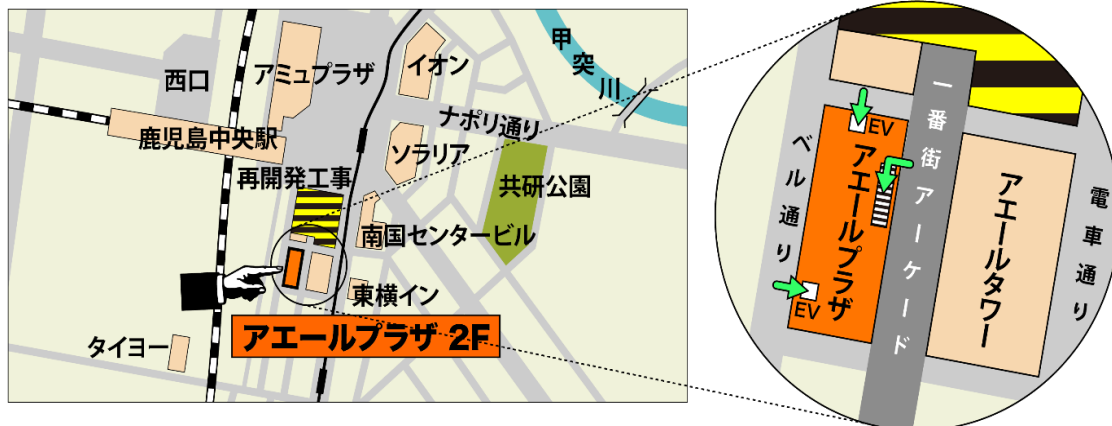 西口
アミュプラザ
イオン
甲突川
ナポリ通り
鹿児島中央駅
ソラリア
再開発工事
共研公園
南国センタービル
東横イン
アエールプラザ 2F
タイヨー
一番街アーケード
EV
ベル通り
アエールプラザ
アエールタワー
電車通り
EV